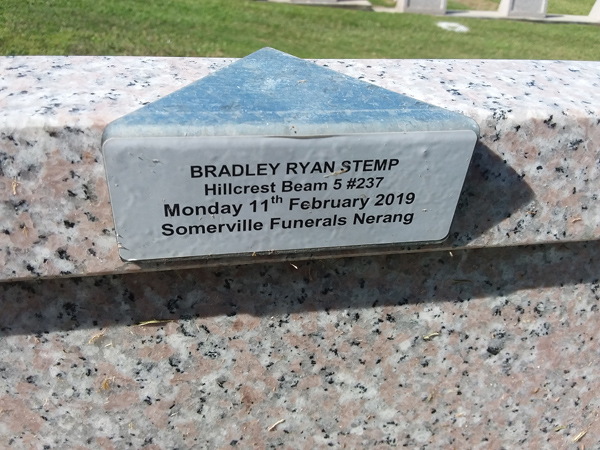 BRADLEY RYAN STEMP
Hillcrest Beam 5 #237
Monday 11th February 2019
Somerville Funerals Nerang